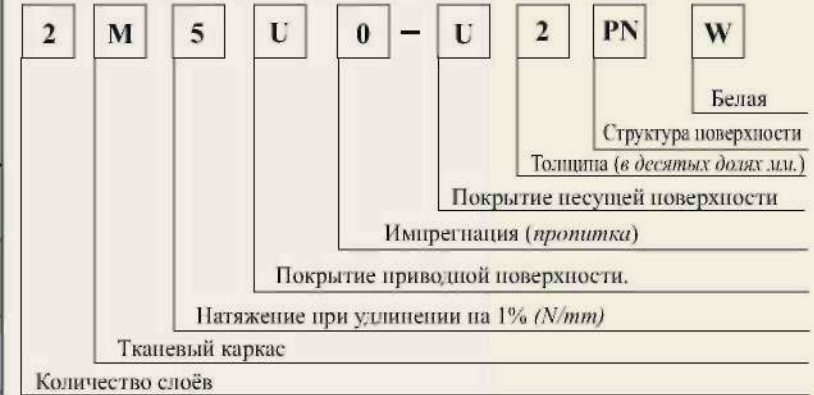 2 M 5 U 0 – U 2 PN W
Белая
Структура поверхности
Толщина (в десятых долях мм.)
Покрытие несущей поверхности
Импрегнация (пропитка)
Покрытие приводной поверхности.
Натяжение при удлинении на 1% (N/mm)
Тканевый каркас
Количество слоёв